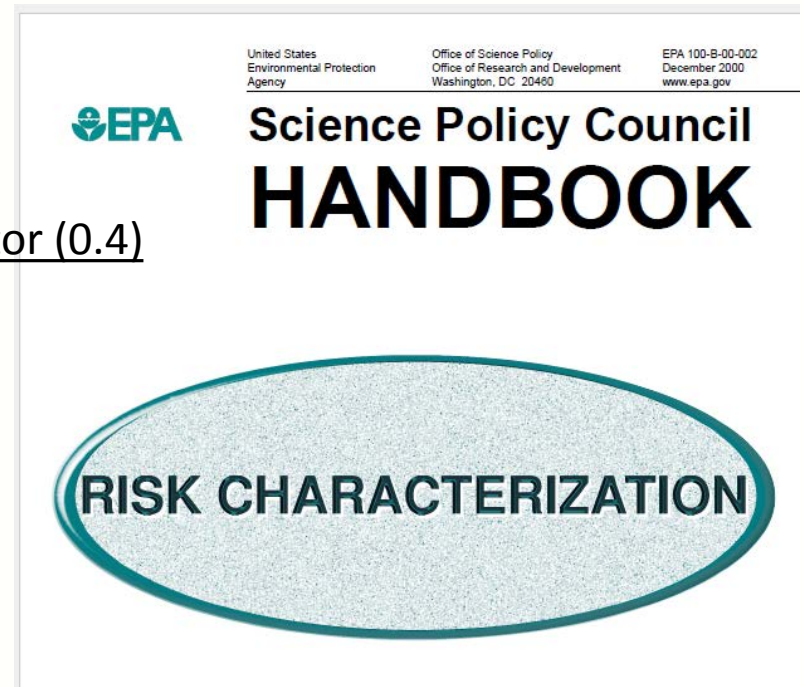 United States
Environmental Protection
Agency
Office of Science Policy
Office of Research and Development
Washington, DC 20460
EPA 100-B-00-002
December 2000
www.epa.gov
EPA
Science Policy Council
HANDBOOK
or (0.4)
RISK CHARACTERIZATION